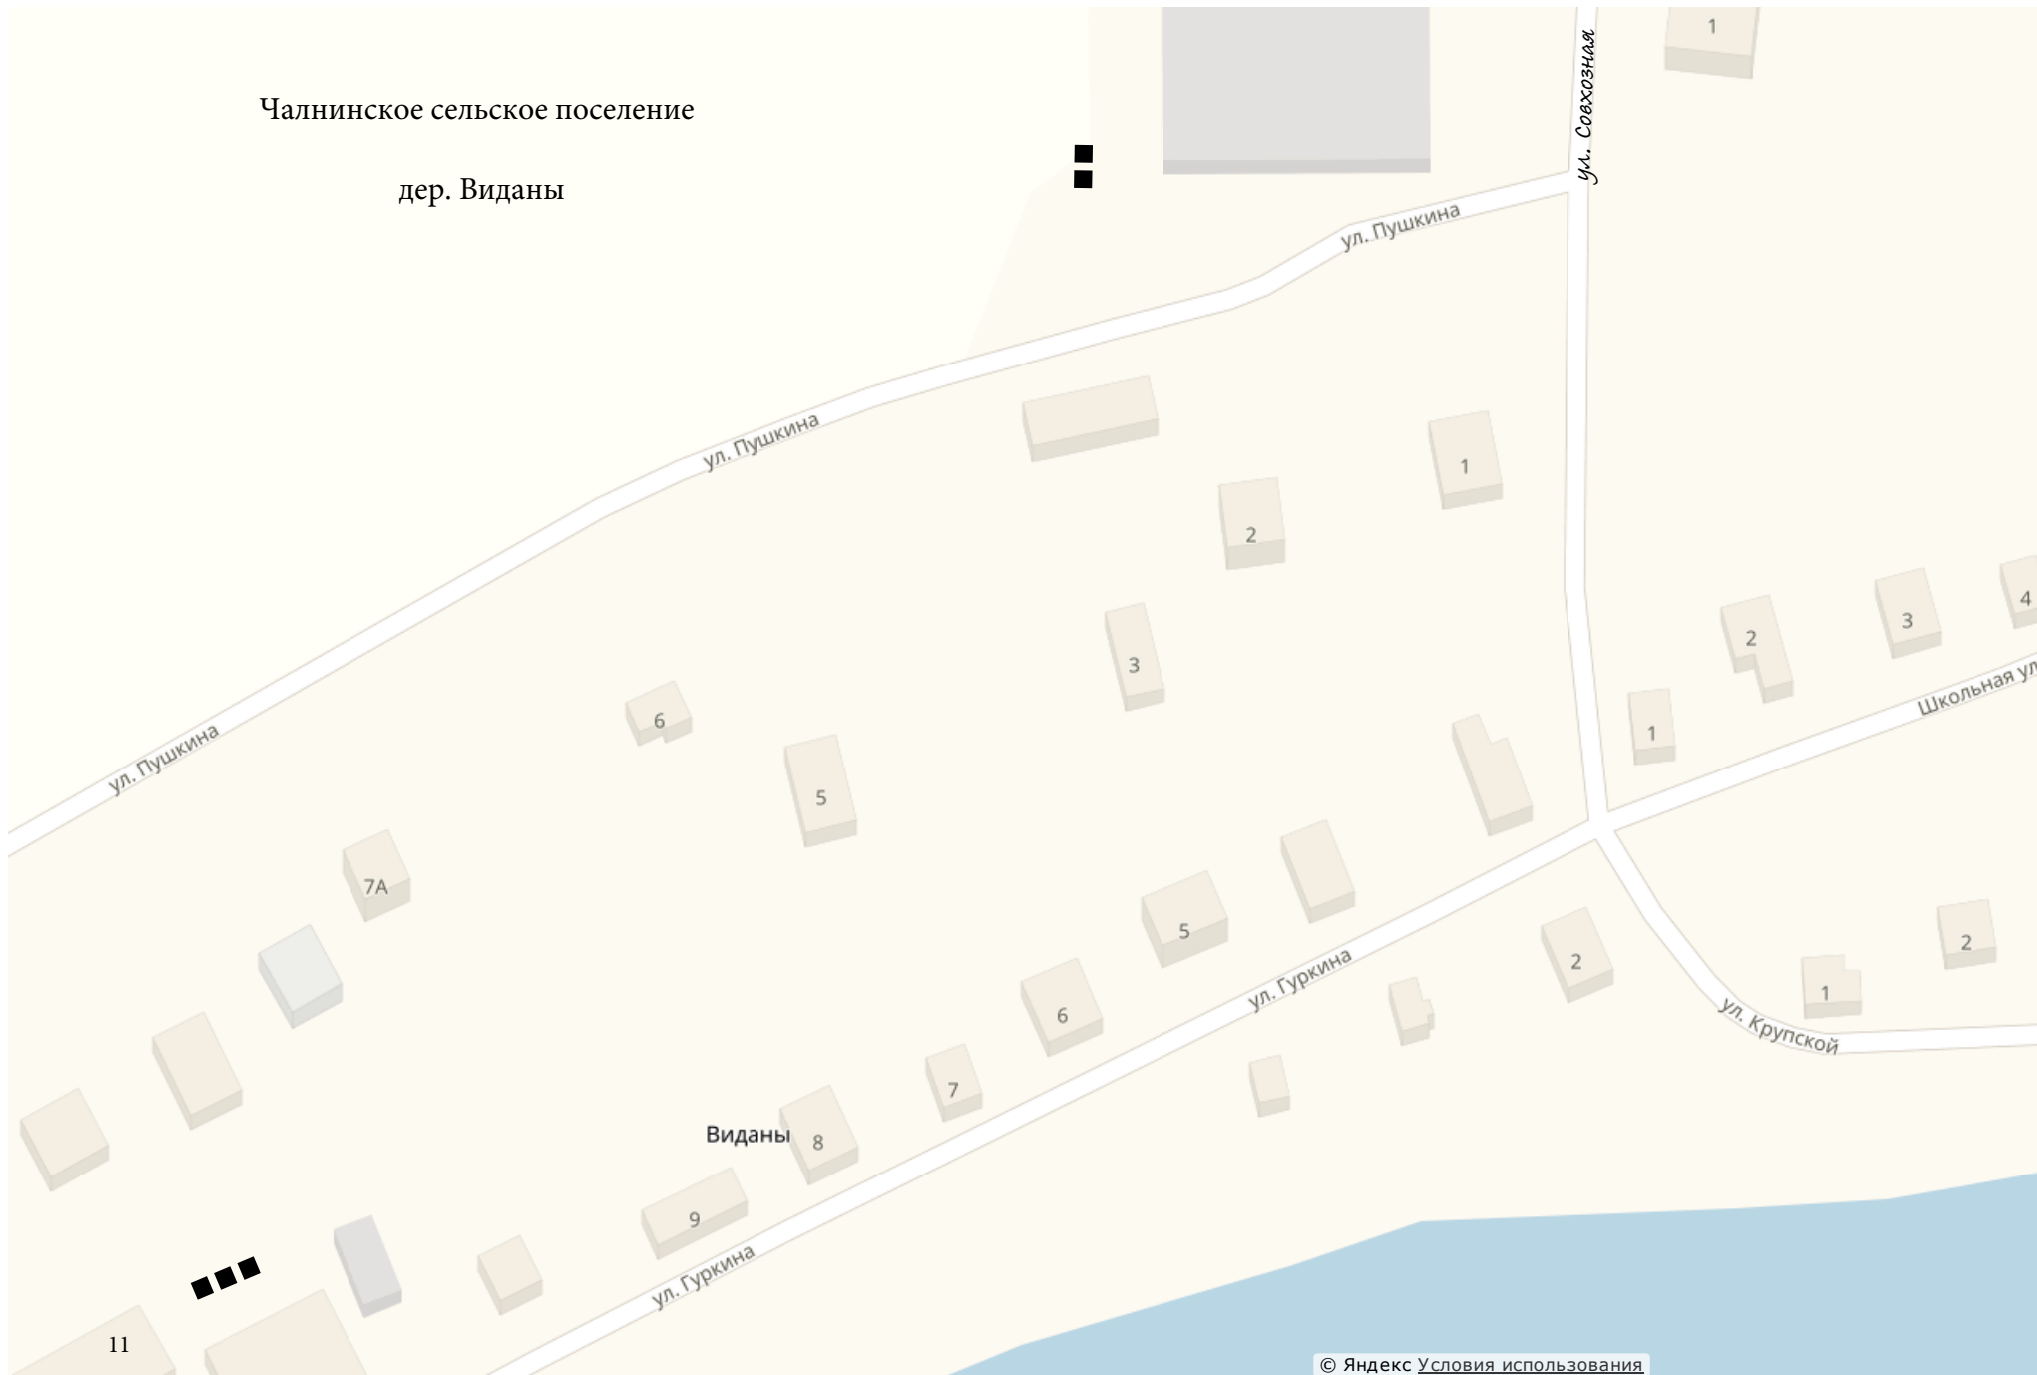 1
ул. Совхозная
Чалнинское сельское поселение
дер. Виданы
ул. Пушкина
ул. Пушкина
1
2
4
3
2
3
Школьная ул
6
1
ул. Пушкина
5
7А
5
2
2
ул. Гуркина
1
6
ул. Крупской
7
Виданы
8
9
ул. Гуркина
11
© Яндекс Условия использования